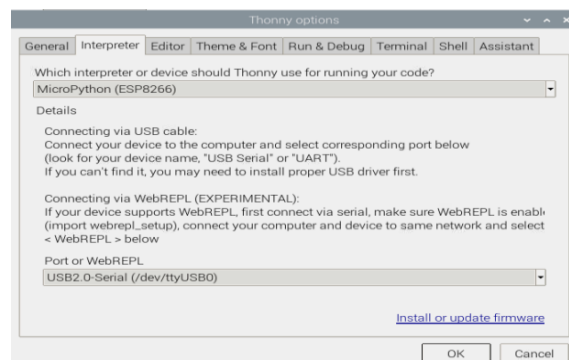 Thonny options
General Interpreter Editor Theme & Font Run & Debug Terminal Shell Assistant
Which interpreter or device should Thonny use for running your code?
MicroPython (ESP8266)
Details
Connecting via USB cable:
Connect your device to the computer and select corresponding port below
(look for your device name, "USB Serial" or "UART").
If you can't find it, you may need to install proper USB driver first.
Connecting via WebREPL (EXPERIMENTAL):
If your device supports WebREPL, first connect via serial, make sure WebREPL is enabl
(import webrepl_setup), connect your computer and device to same network and select
< WebREPL > below
Port or WebREPL
USB2.0-Serial (/dev/ttyUSB0)
Install or update firmware
OK Cancel